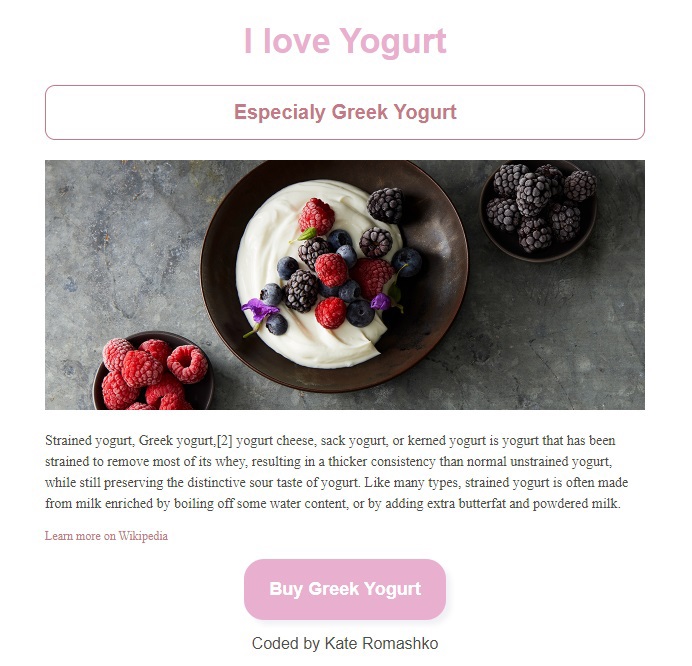 I love Yogurt
Especialy Greek Yogurt
Strained yogurt, Greek yogurt,[2] yogurt cheese, sack yogurt, or kerned yogurt is yogurt that has been
strained to remove most of its whey, resulting in a thicker consistency than normal unstrained yogurt,
while still preserving the distinctive sour taste of yogurt. Like many types, strained yogurt is often made
from milk enriched by boiling off some water content, or by adding extra butterfat and powdered milk.
Learn more on Wikipedia
Buy Greek Yogurt
Coded by Kate Romashko